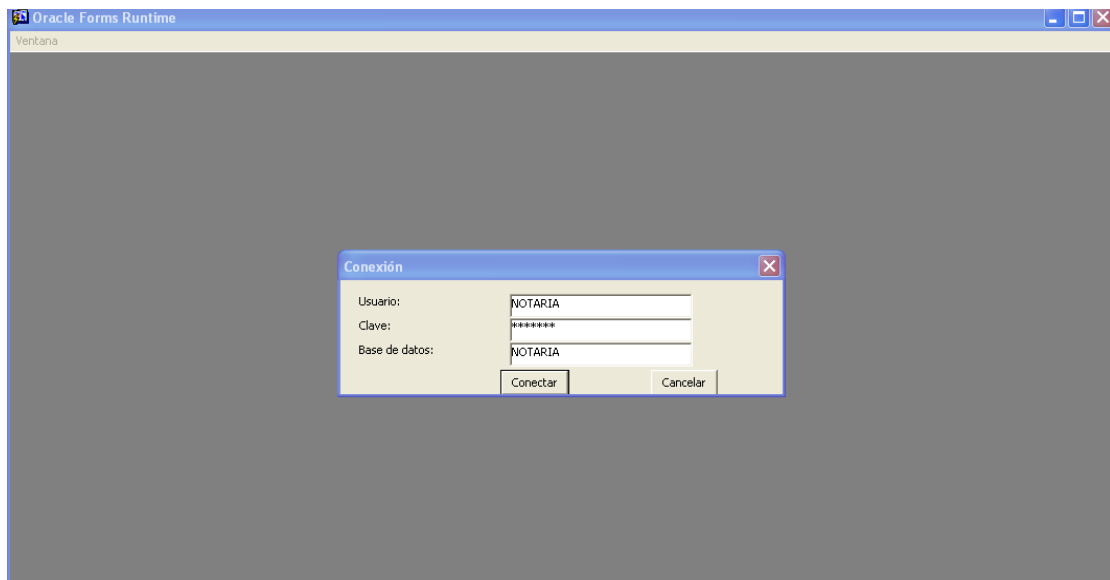 Oracle Forms Runtime
Ventana
Conexión
Usuario: NOTARIA
Clave: *******
Base de datos: NOTARIA
Conectar Cancelar